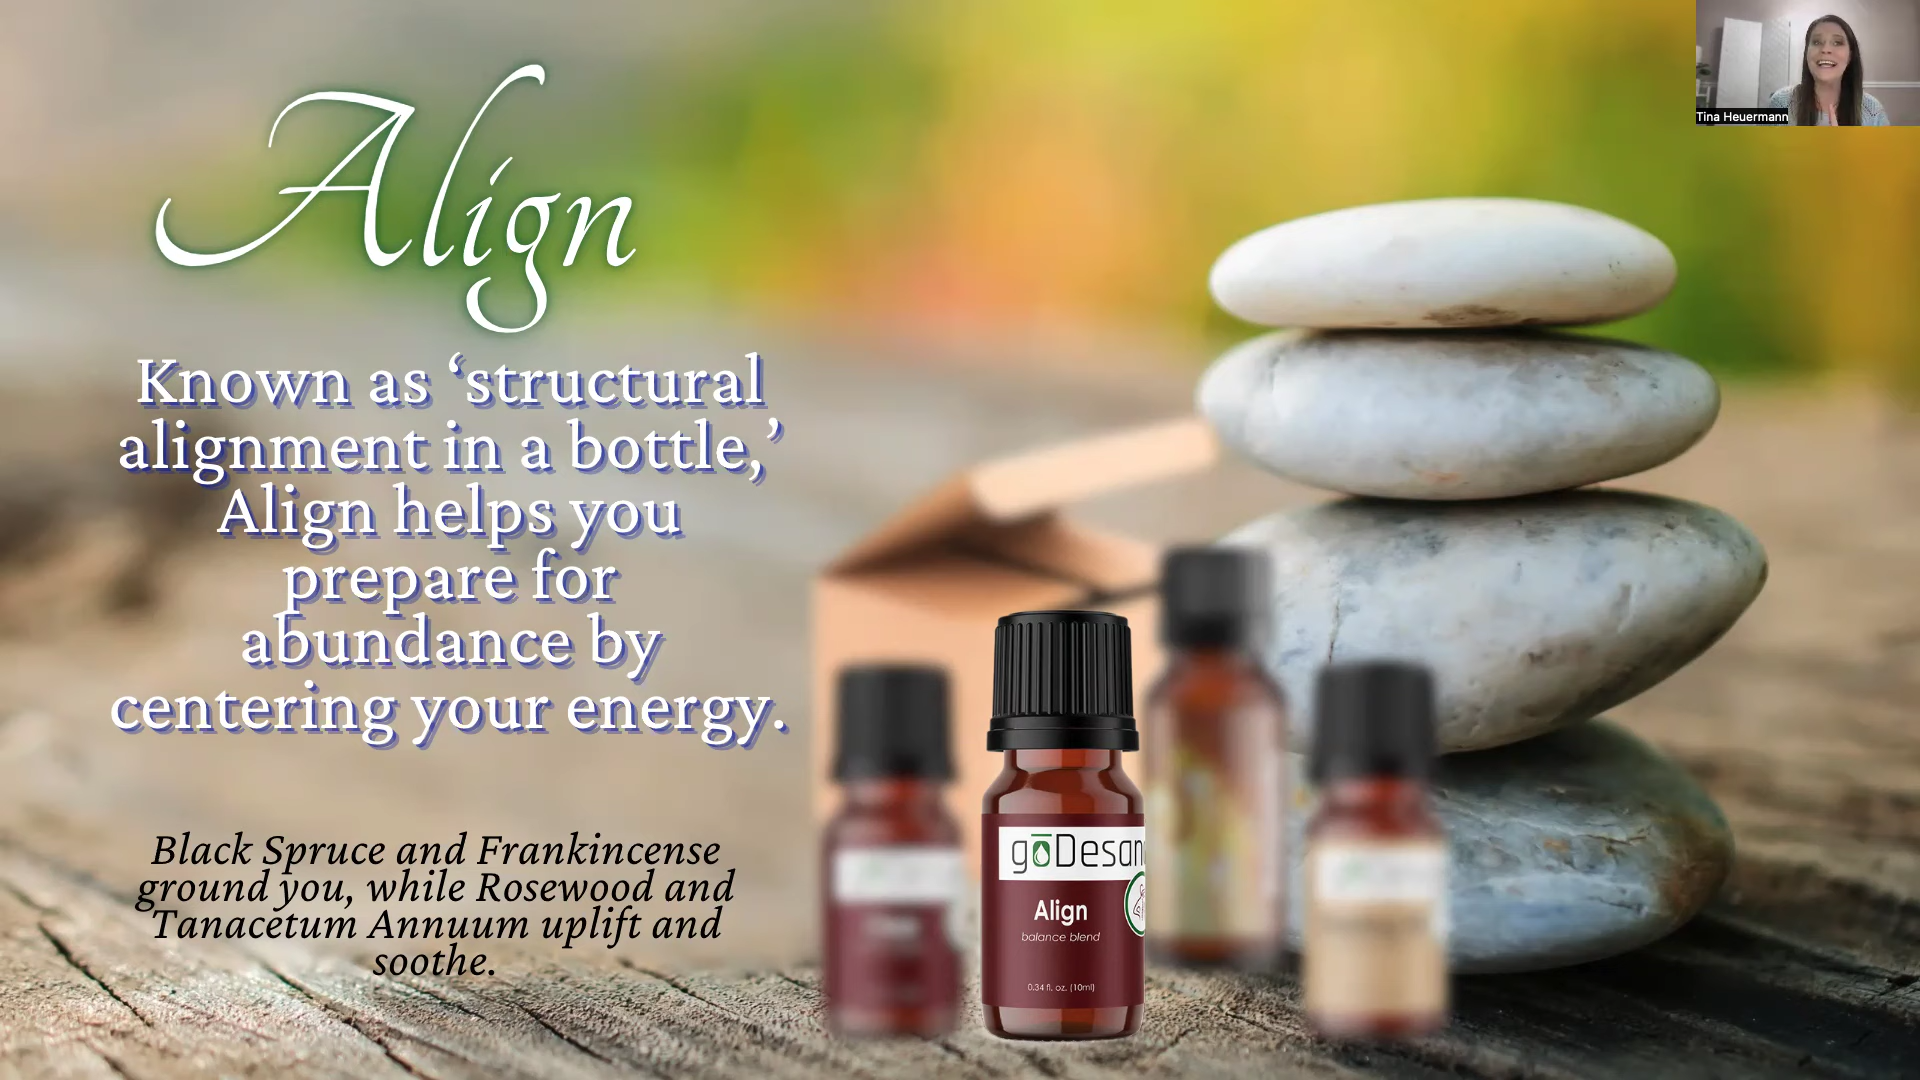 Align
Known as ‘structural
alignment in a bottle,’
Align helps you
prepare for
abundance by
centering your energy.
Black Spruce and Frankincense
ground you, while Rosewood and
Tanacetum Annuum uplift and
soothe.
Tina Heuermann
gōDesan
Align
balance blend
0.34 fl. oz. (10ml)